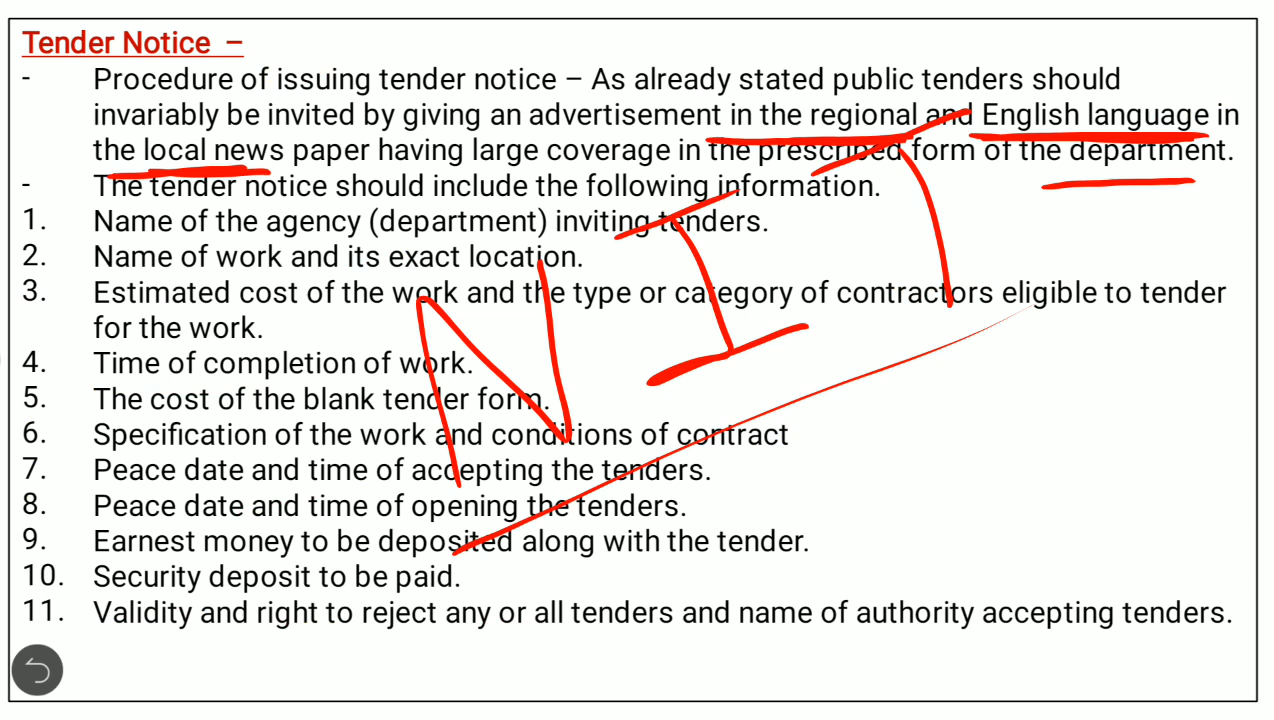 Tender Notice –
- Procedure of issuing tender notice – As already stated public tenders should
invariably be invited by giving an advertisement in the regional and English language in
the local news paper having large coverage in the prescribed form of the department.
- The tender notice should include the following information.
1. Name of the agency (department) inviting tenders.
2. Name of work and its exact location.
3. Estimated cost of the work and the type or category of contractors eligible to tender
for the work.
4. Time of completion of work.
5. The cost of the blank tender form.
6. Specification of the work and conditions of contract
7. Peace date and time of accepting the tenders.
8. Peace date and time of opening the tenders.
9. Earnest money to be deposited along with the tender.
10. Security deposit to be paid.
11. Validity and right to reject any or all tenders and name of authority accepting tenders.
NIT